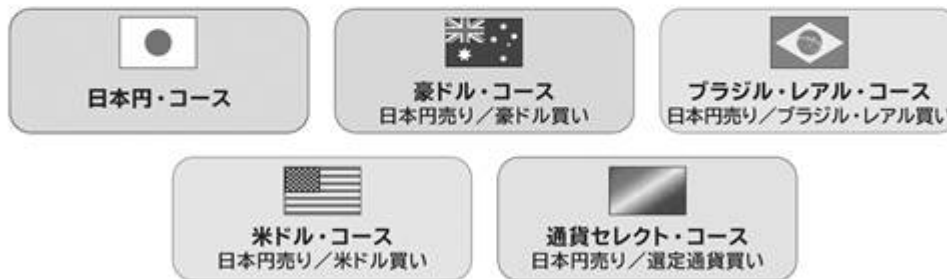 日本円・コース
豪ドル・コース
日本円売り／豪ドル買い
ブラジル・レアル・コース
日本円売り／ブラジル・レアル買い
米ドル・コース
日本円売り／米ドル買い
通貨セレクト・コース
日本円売り／選定通貨買い